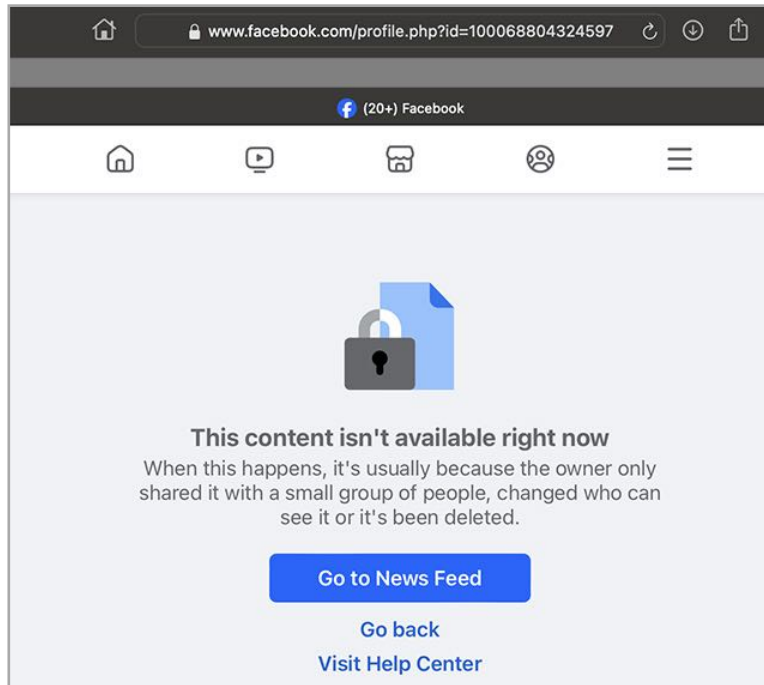 www.facebook.com/profile.php?id=100068804324597
(20+) Facebook
This content isn't available right now
When this happens, it's usually because the owner only
shared it with a small group of people, changed who can
see it or it's been deleted.
Go to News Feed
Go back
Visit Help Center